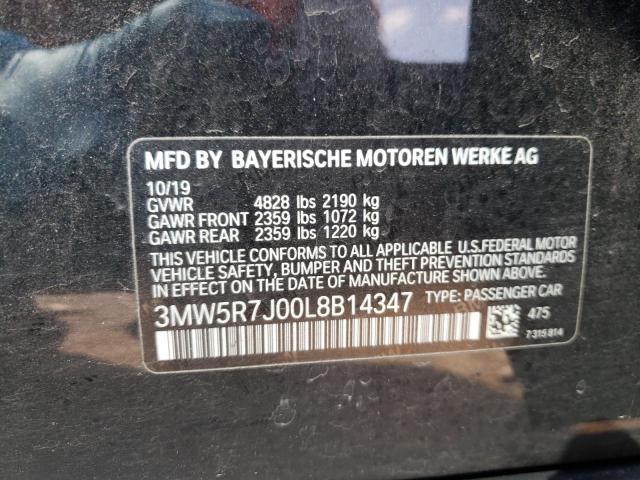 MFD BY BAYERISCHE MOTOREN WERKE AG
10/19
GVWR 4828 lbs 2190 kg
GAWR FRONT 2359 lbs 1072 kg
GAWR REAR 2359 lbs 1220 kg
THIS VEHICLE CONFORMS TO ALL APPLICABLE U.S. FEDERAL MOTOR
VEHICLE SAFETY, BUMPER AND THEFT PREVENTION STANDARDS
IN EFFECT ON THE DATE OF MANUFACTURE SHOWN ABOVE.
3MW5R7J00L8B14347 TYPE: PASSENGER CAR
475
7315814